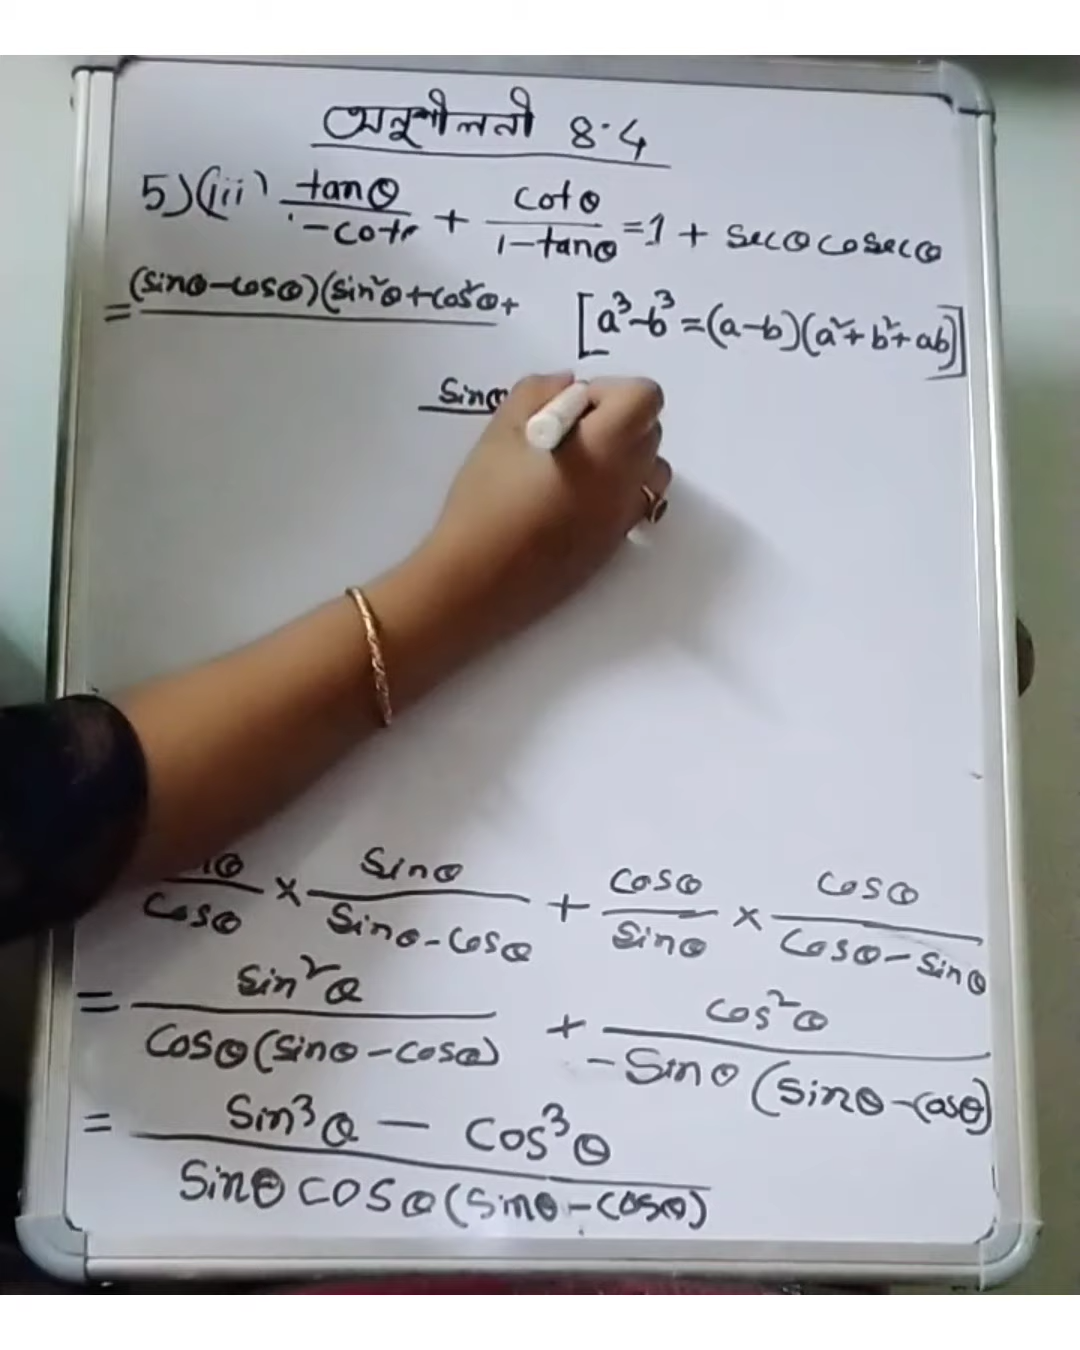 অনুশীলনী 8.4
5)(iii) tanθ/1-cotθ + cotθ/1-tanθ = 1 + secθ cosecθ
= (sinθ-cosθ)(sin²θ+cos²θ+ [a³-b³=(a-b)(a²+b²+ab)]
sinθ
nθ/cosθ × sinθ/sinθ-cosθ + cosθ/sinθ × cosθ/cosθ-sinθ
= sin²θ/cosθ(sinθ-cosθ) + cos²θ/-sinθ(sinθ-cosθ)
= sin³θ - cos³θ/sinθ cosθ(sinθ-cosθ)